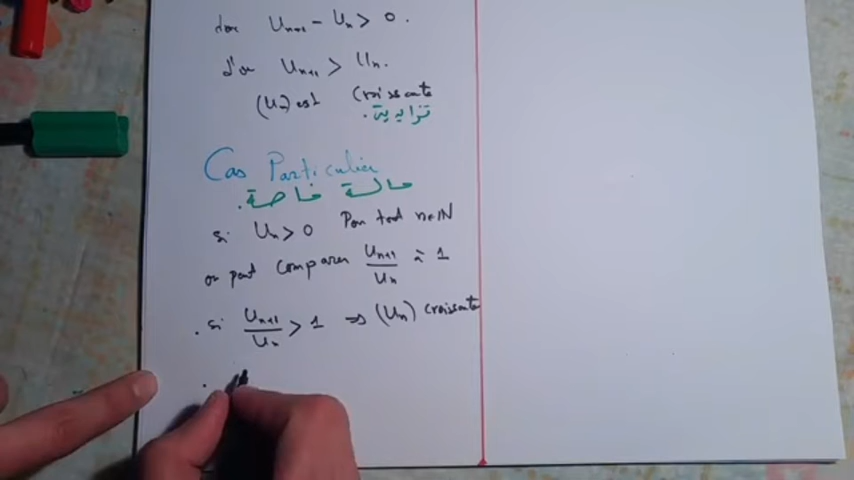 donc Un+1 - Un > 0.
d'où Un+1 > Un.
(Un) est Croissante
تزايدية.
Cas Particulier
حالة خاصة.
si Un > 0 Pour tout n∈IN
on peut comparer Un+1/Un à 1
. si Un+1/Un > 1 ⇒ (Un) croissante
.